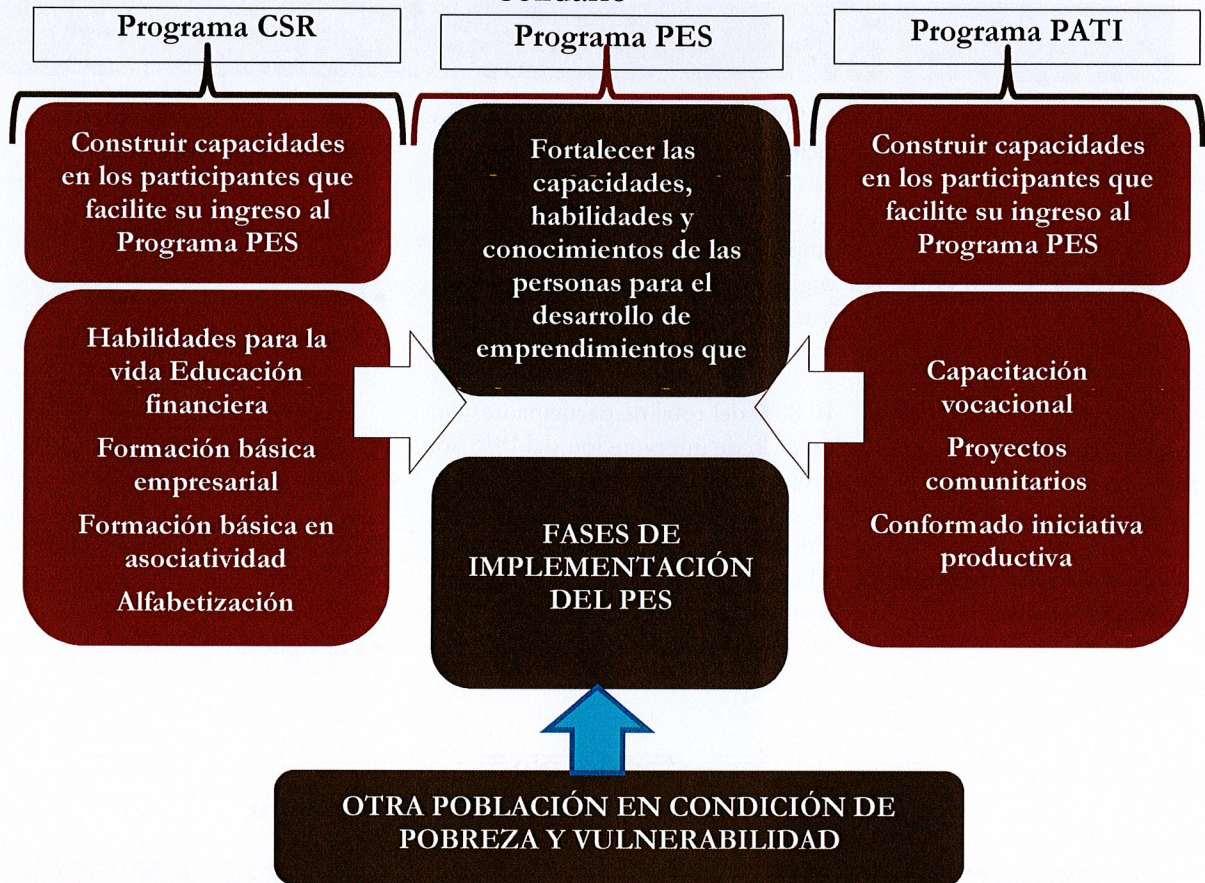 Programa CSR
Programa PES
Programa PATI
Construir capacidades
en los participantes que
facilite su ingreso al
Programa PES
Fortalecer las
capacidades,
habilidades y
conocimientos de las
personas para el
desarrollo de
emprendimientos que
Construir capacidades
en los participantes que
facilite su ingreso al
Programa PES
Habilidades para la
vida Educación
financiera
Formación básica
empresarial
Formación básica en
asociatividad
Alfabetización
Capacitación
vocacional
Proyectos
comunitarios
Conformado iniciativa
productiva
FASES DE
IMPLEMENTACIÓN
DEL PES
OTRA POBLACIÓN EN CONDICIÓN DE
POBREZA Y VULNERABILIDAD